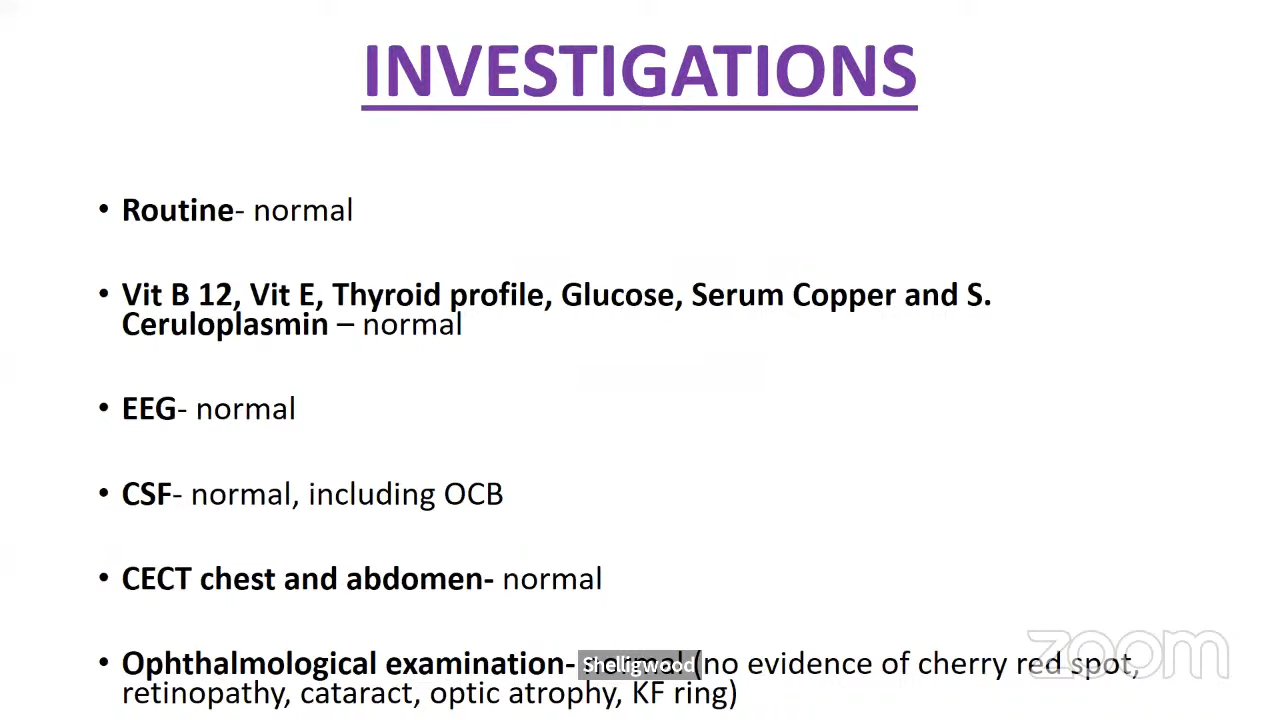 INVESTIGATIONS
• Routine- normal
• Vit B 12, Vit E, Thyroid profile, Glucose, Serum Copper and S.
Ceruloplasmin – normal
• EEG- normal
• CSF- normal, including OCB
• CECT chest and abdomen- normal
• Ophthalmological examination- Shelligwood (no evidence of cherry red spot,
retinopathy, cataract, optic atrophy, KF ring)
zoom